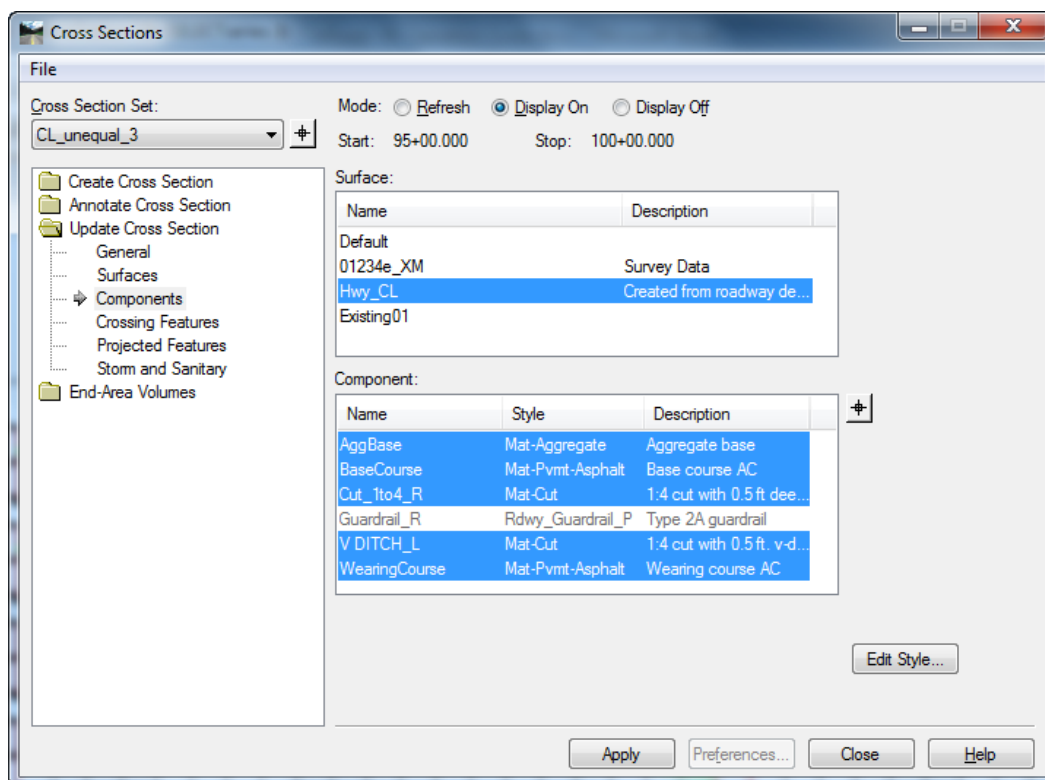 Cross Sections
File
Cross Section Set:
CL_unequal_3
Mode: Refresh Display On Display Off
Start: 95+00.000 Stop: 100+00.000
Create Cross Section
Annotate Cross Section
Update Cross Section
General
Surfaces
Components
Crossing Features
Projected Features
Storm and Sanitary
End-Area Volumes
Surface:
Name Description
Default
01234e_XM Survey Data
Hwy_CL Created from roadway de...
Existing01
Component:
Name Style Description
AggBase Mat-Aggregate Aggregate base
BaseCourse Mat-Pvmt-Asphalt Base course AC
Cut_1to4_R Mat-Cut 1:4 cut with 0.5 ft dee...
Guardrail_R Rdwy_Guardrail_P Type 2A guardrail
V DITCH_L Mat-Cut 1:4 cut with 0.5 ft. v-d...
WearingCourse Mat-Pvmt-Asphalt Wearing course AC
Edit Style...
Apply Preferences... Close Help